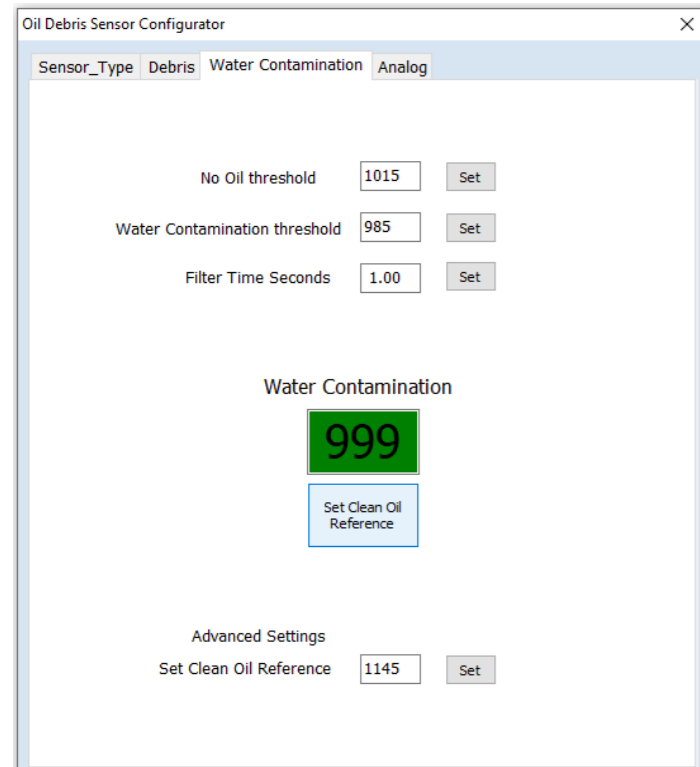 Oil Debris Sensor Configurator
Sensor_Type Debris Water Contamination Analog
No Oil threshold 1015 Set
Water Contamination threshold 985 Set
Filter Time Seconds 1.00 Set
Water Contamination
999
Set Clean Oil
Reference
Advanced Settings
Set Clean Oil Reference 1145 Set